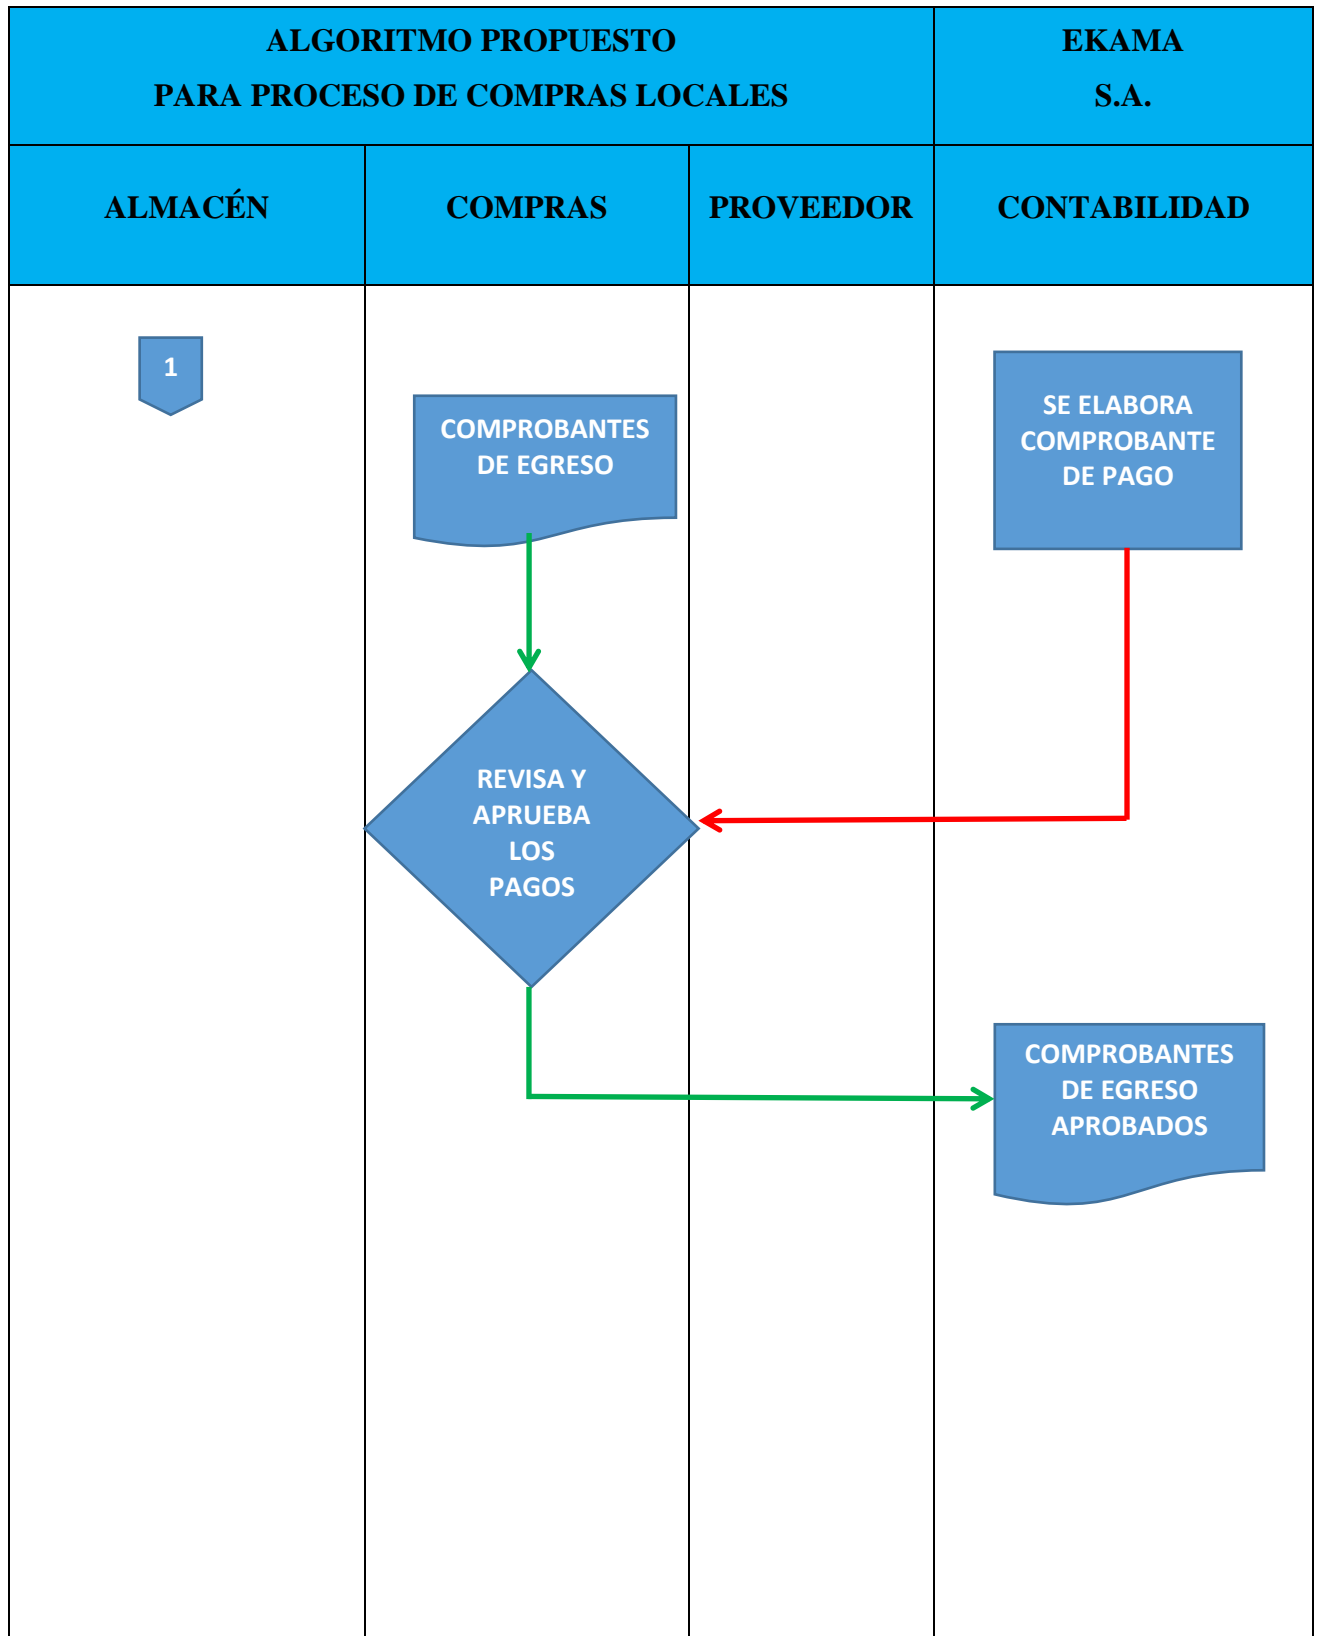 ALGORITMO PROPUESTO
PARA PROCESO DE COMPRAS LOCALES
EKAMA
S.A.
ALMACÉN
COMPRAS
PROVEEDOR
CONTABILIDAD
1
COMPROBANTES
DE EGRESO
SE ELABORA
COMPROBANTE
DE PAGO
REVISA Y
APRUEBA
LOS
PAGOS
COMPROBANTES
DE EGRESO
APROBADOS